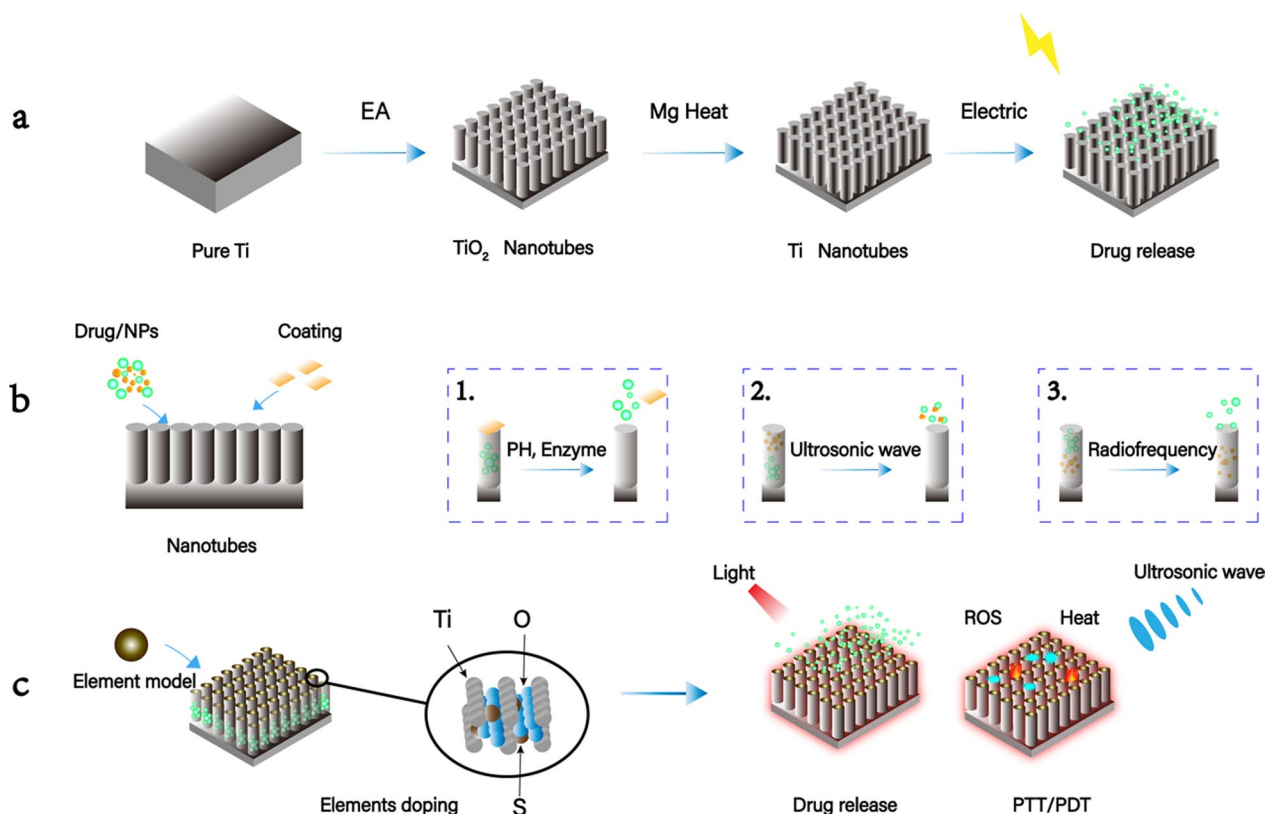 a
EA
Mg Heat
Electric
Pure Ti
TiO₂ Nanotubes
Ti Nanotubes
Drug release
b
Drug/NPs
Coating
Nanotubes
1.
PH, Enzyme
2.
Ultrosonic wave
3.
Radiofrequency
c
Element model
Ti
O
S
Elements doping
Light
Drug release
ROS
Heat
Ultrosonic wave
PTT/PDT